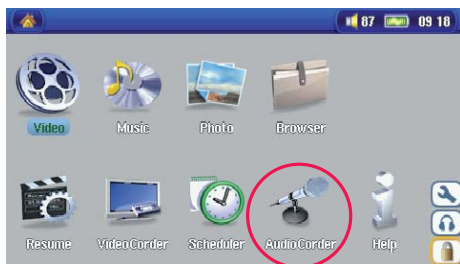 87 09 18
Video Music Photo Browser
Resume VideoCorder Scheduler AudioCorder Help